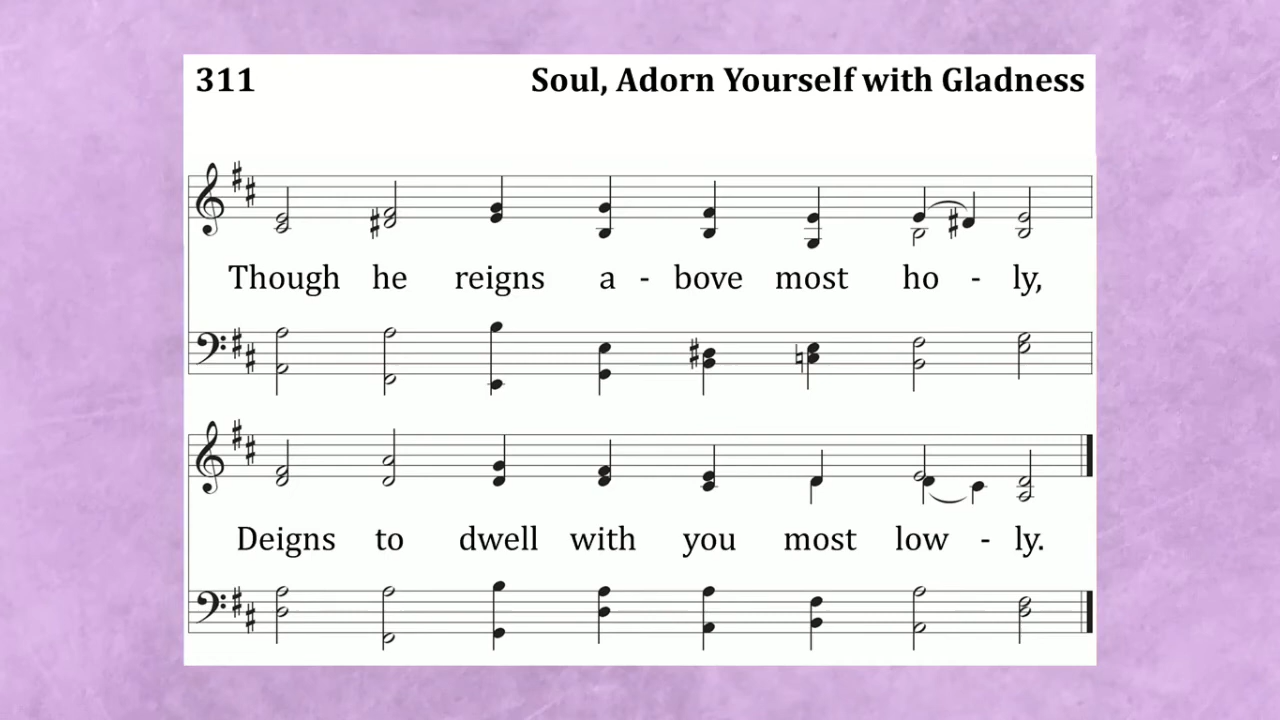 311 Soul, Adorn Yourself with Gladness
Though he reigns a - bove most ho - ly,
Deigns to dwell with you most low - ly.